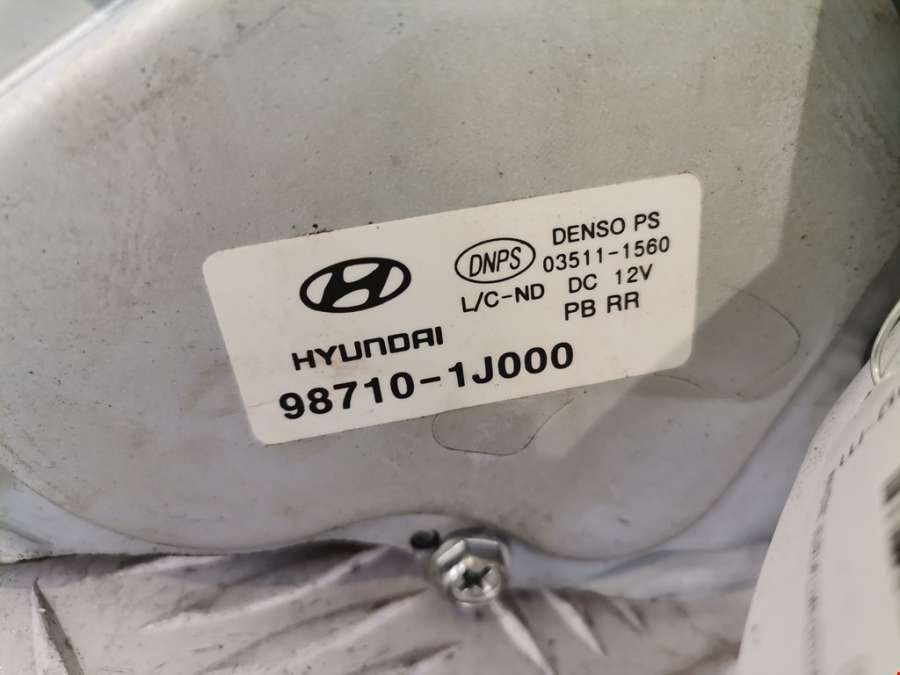 DENSO PS
DNPS 03511-1560
L/C-ND DC 12V
PB RR
HYUNDAI
98710-1J000